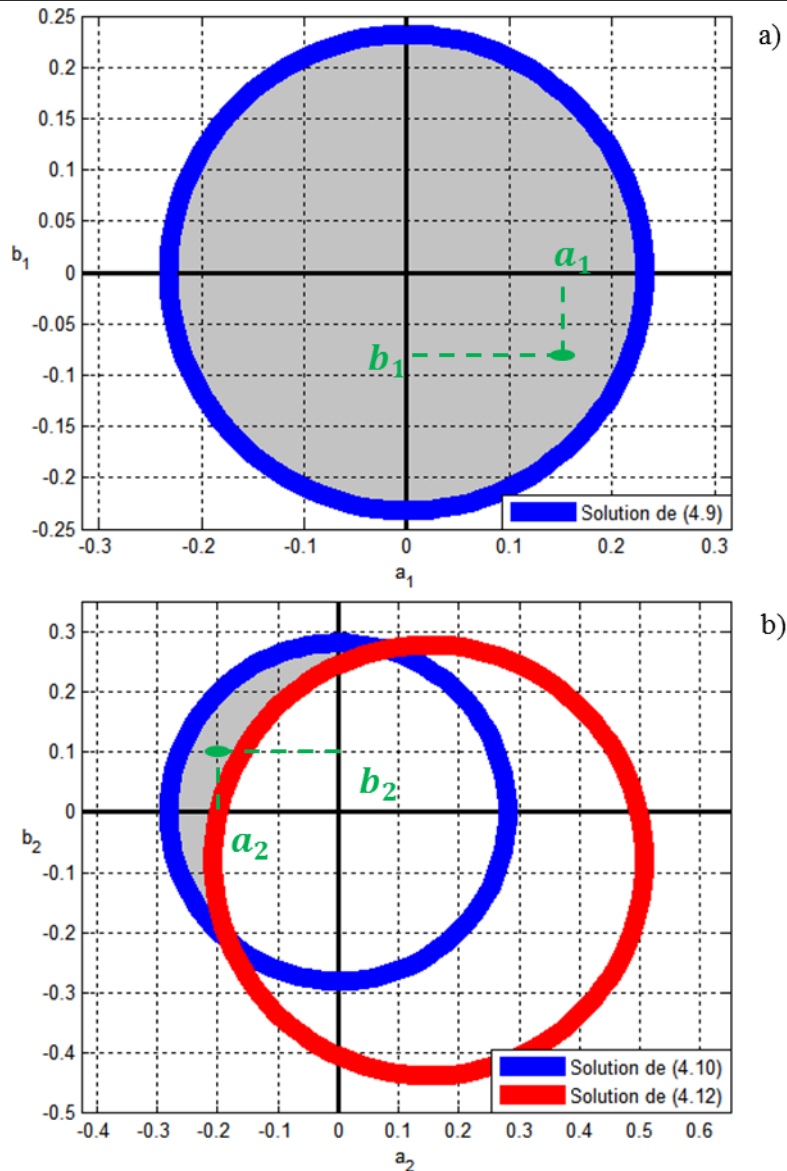 a)
0.25
0.2
0.15
0.1
0.05
0
-0.05
-0.1
-0.15
-0.2
-0.25
b₁
a₁
b₁
Solution de (4.9)
-0.3 -0.2 -0.1 0 0.1 0.2 0.3
a₁
b)
0.3
0.2
0.1
0
-0.1
-0.2
-0.3
-0.4
-0.5
b₂
b₂
a₂
Solution de (4.10)
Solution de (4.12)
-0.4 -0.3 -0.2 -0.1 0 0.1 0.2 0.3 0.4 0.5 0.6
a₂